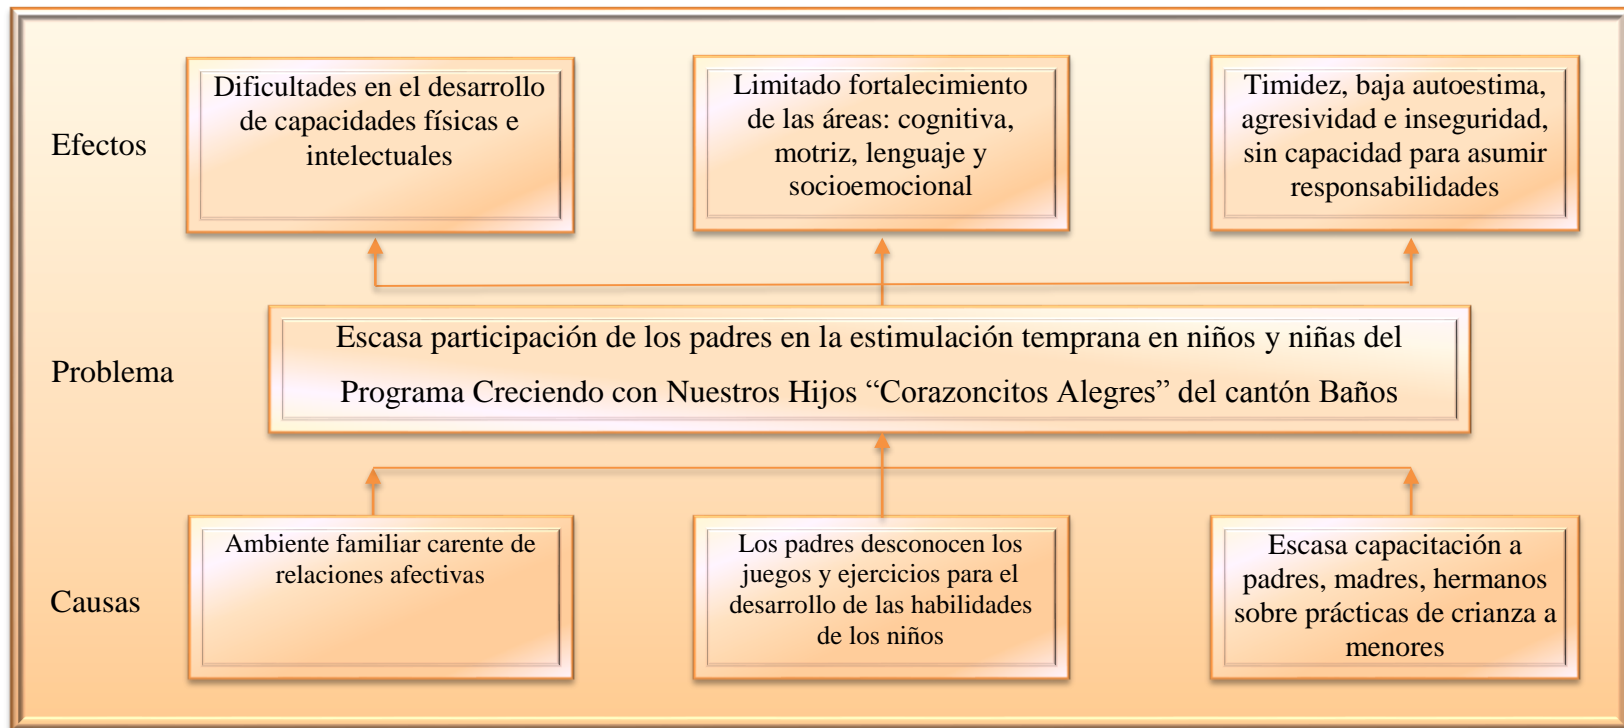 Efectos
Dificultades en el desarrollo
de capacidades físicas e
intelectuales
Limitado fortalecimiento
de las áreas: cognitiva,
motriz, lenguaje y
socioemocional
Timidez, baja autoestima,
agresividad e inseguridad,
sin capacidad para asumir
responsabilidades
Problema
Escasa participación de los padres en la estimulación temprana en niños y niñas del
Programa Creciendo con Nuestros Hijos “Corazoncitos Alegres” del cantón Baños
Causas
Ambiente familiar carente de
relaciones afectivas
Los padres desconocen los
juegos y ejercicios para el
desarrollo de las habilidades
de los niños
Escasa capacitación a
padres, madres, hermanos
sobre prácticas de crianza a
menores